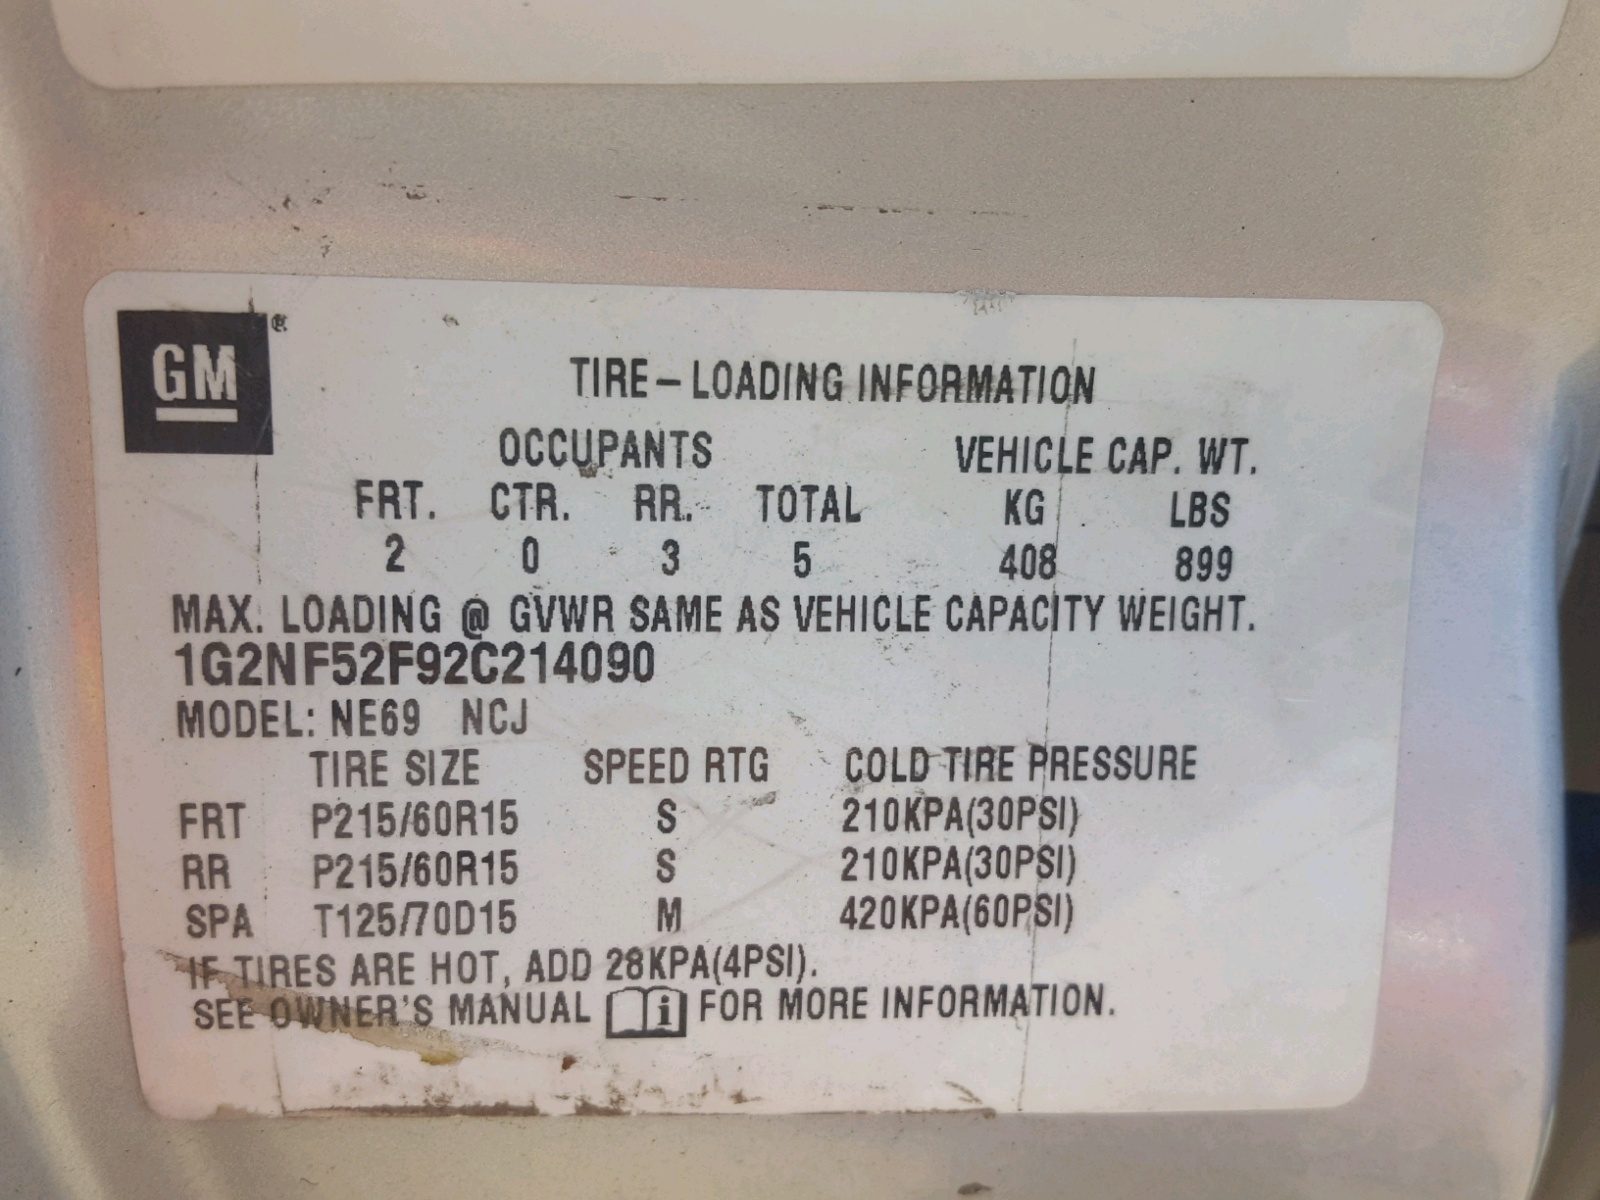 GM®
TIRE – LOADING INFORMATION
OCCUPANTS VEHICLE CAP. WT.
FRT. CTR. RR. TOTAL KG LBS
2 0 3 5 408 899
MAX. LOADING @ GVWR SAME AS VEHICLE CAPACITY WEIGHT.
1G2NF52F92C214090
MODEL: NE69 NCJ
TIRE SIZE SPEED RTG COLD TIRE PRESSURE
FRT P215/60R15 S 210KPA(30PSI)
RR P215/60R15 S 210KPA(30PSI)
SPA T125/70D15 M 420KPA(60PSI)
IF TIRES ARE HOT, ADD 28KPA(4PSI).
SEE OWNER'S MANUAL i FOR MORE INFORMATION.